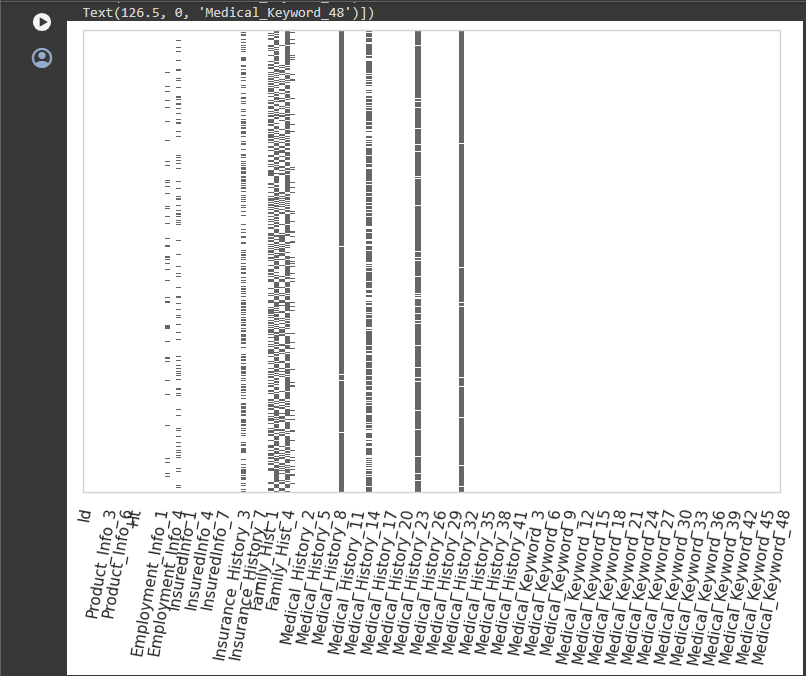 Text(126.5, 0, 'Medical_Keyword_48')])
Id
Product_Info_3
Product_Info_6
Ht
Employment_Info_1
Employment_Info_4
InsuredInfo_1
InsuredInfo_4
InsuredInfo_7
Insurance_History_3
Insurance_History_7
Family_Hist_1
Family_Hist_4
Medical_History_2
Medical_History_5
Medical_History_8
Medical_History_11
Medical_History_14
Medical_History_17
Medical_History_20
Medical_History_23
Medical_History_26
Medical_History_29
Medical_History_32
Medical_History_35
Medical_History_38
Medical_History_41
Medical_Keyword_3
Medical_Keyword_6
Medical_Keyword_9
Medical_Keyword_12
Medical_Keyword_15
Medical_Keyword_18
Medical_Keyword_21
Medical_Keyword_24
Medical_Keyword_27
Medical_Keyword_30
Medical_Keyword_33
Medical_Keyword_36
Medical_Keyword_39
Medical_Keyword_42
Medical_Keyword_45
Medical_Keyword_48